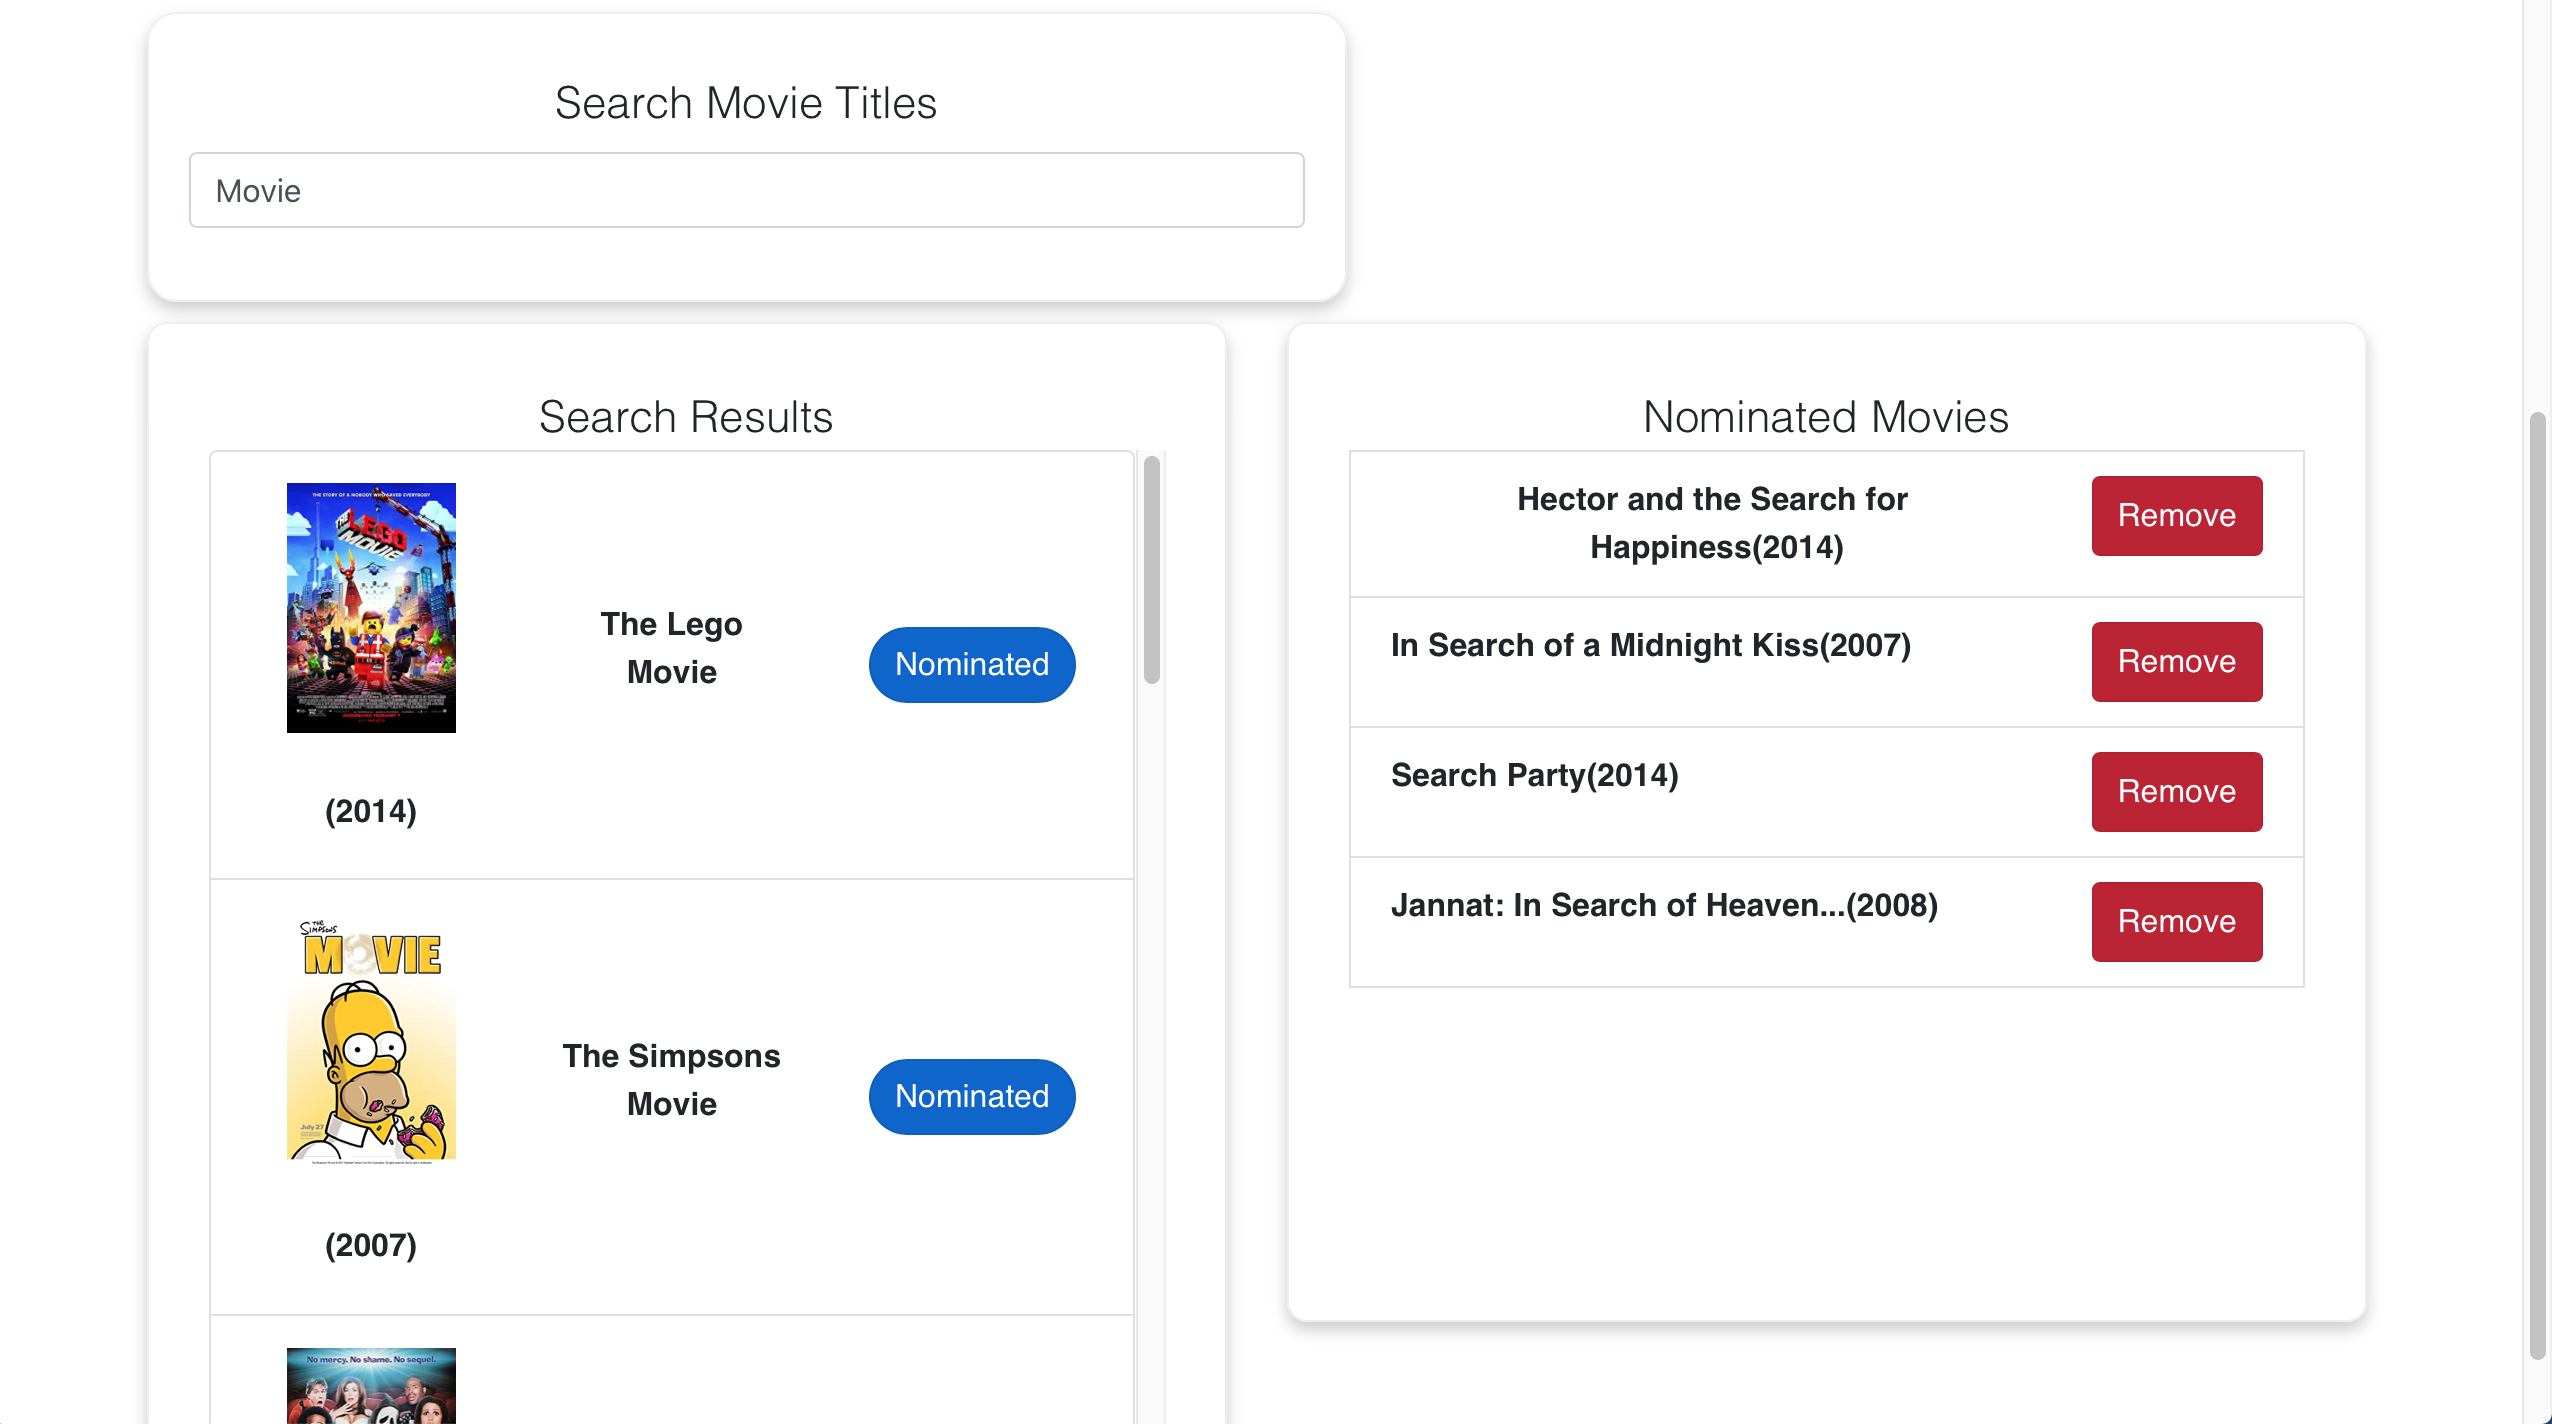 Search Movie Titles
Movie
Search Results
THE STORY OF A NOBODY WHO SAVED EVERYBODY
THE
LEGO
MOVIE
The Lego
Movie
Nominated
(2014)
THE
SIMPSONS
MOVIE
July 27
The Simpsons
Movie
Nominated
(2007)
No mercy. No shame. No sequel.
Nominated Movies
Hector and the Search for
Happiness(2014)
Remove
In Search of a Midnight Kiss(2007)
Remove
Search Party(2014)
Remove
Jannat: In Search of Heaven...(2008)
Remove